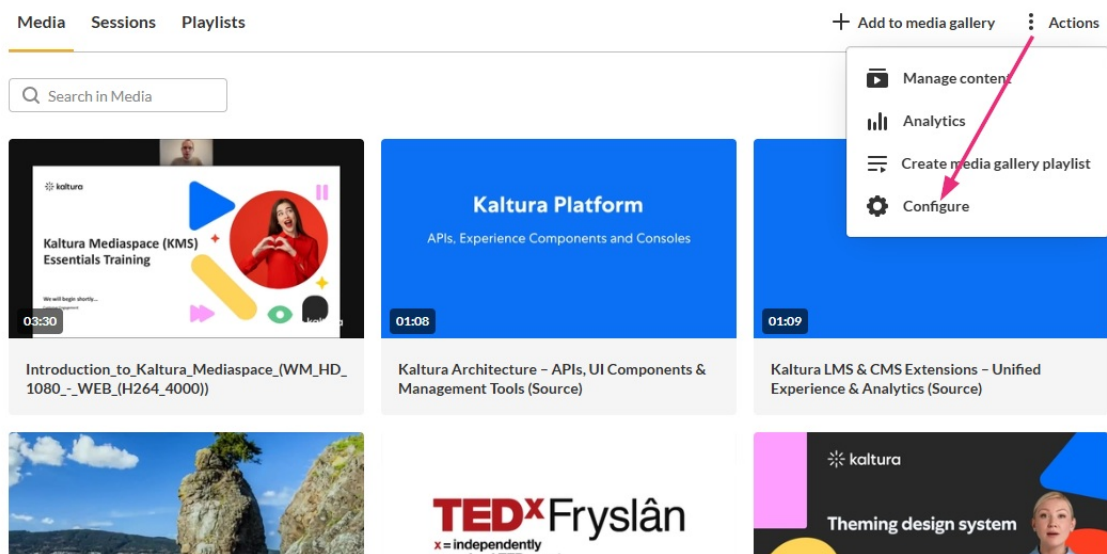 Media Sessions Playlists
Add to media gallery Actions
Search in Media
Manage content
Analytics
Create media gallery playlist
Configure
kaltura
Kaltura Mediaspace (KMS)
Essentials Training
We will begin shortly...
03:30
kaltura
Kaltura Platform
APIs, Experience Components and Consoles
01:08
01:09
Introduction_to_Kaltura_Mediaspace_(WM_HD_
1080_-_WEB_(H264_4000))
Kaltura Architecture – APIs, UI Components &
Management Tools (Source)
Kaltura LMS & CMS Extensions – Unified
Experience & Analytics (Source)
TEDxFryslân
x = independently
kaltura
Theming design system